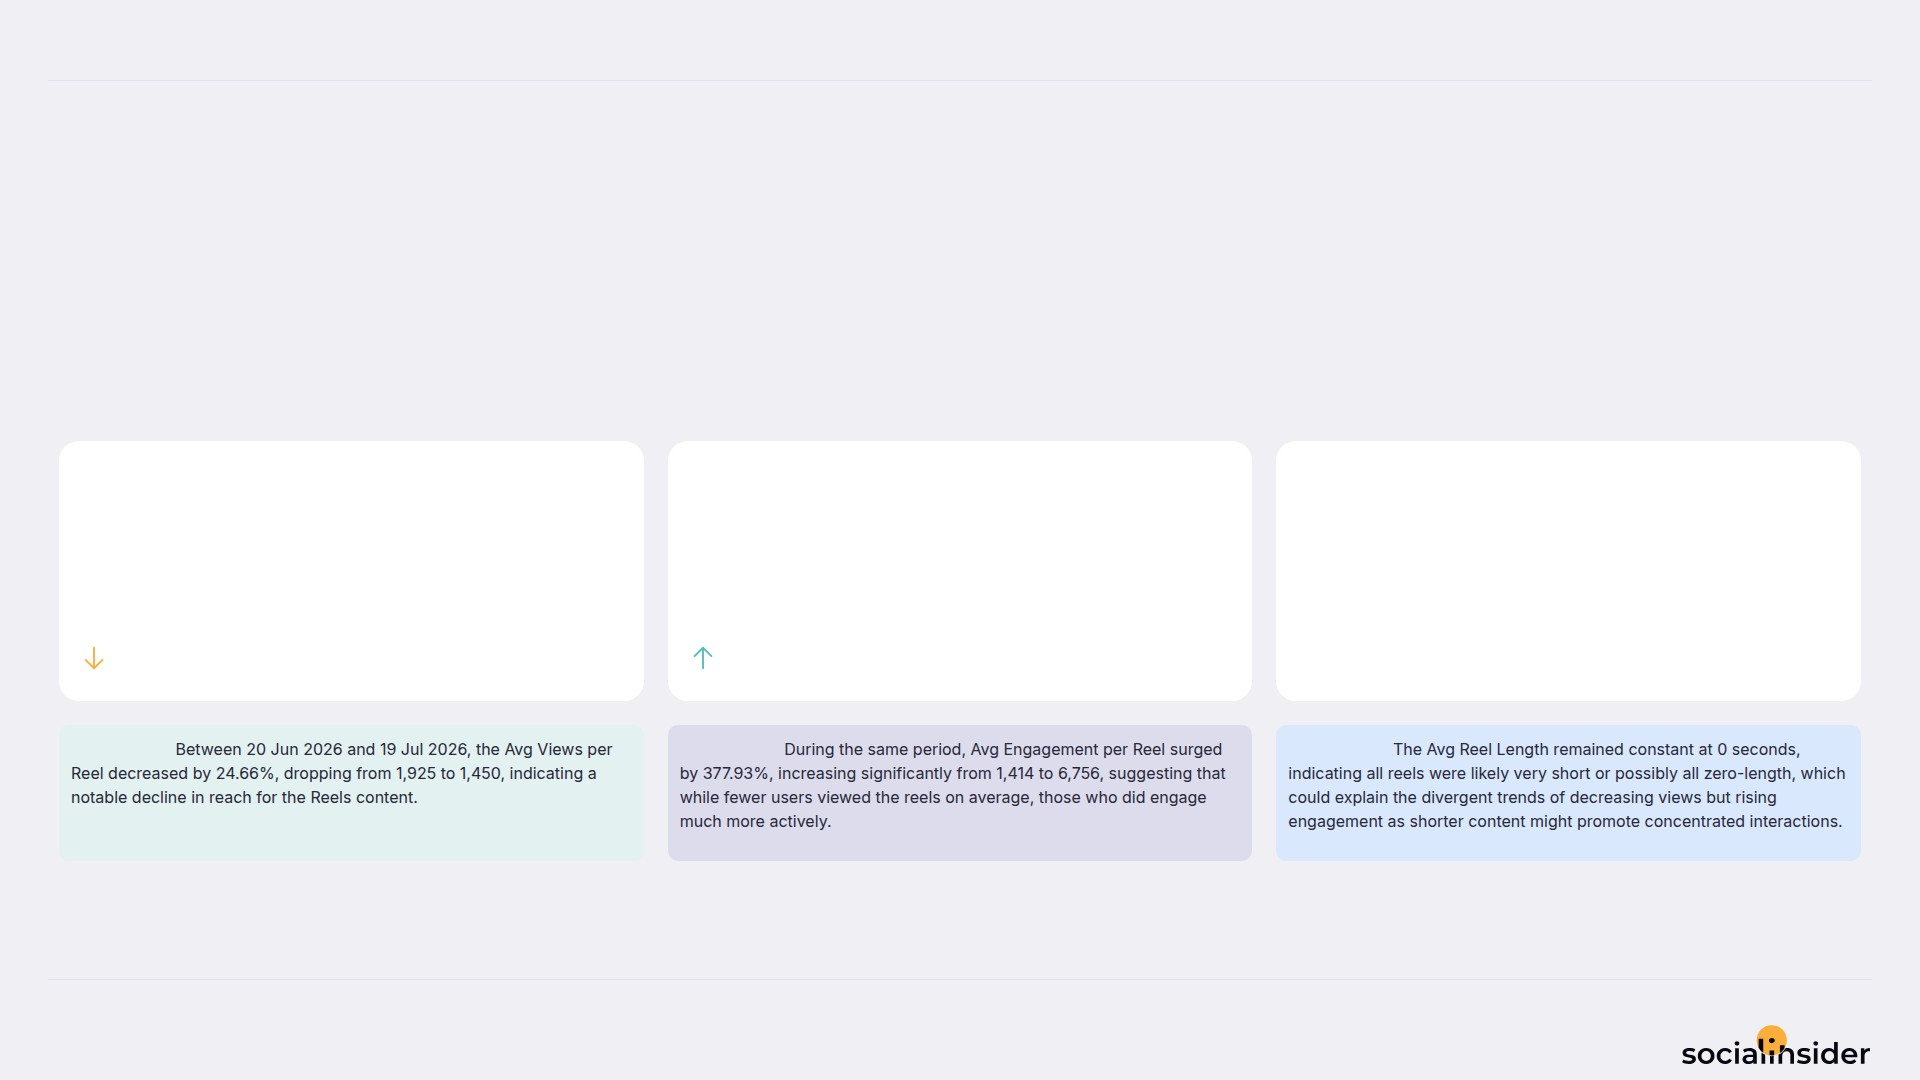 Between 20 Jun 2026 and 19 Jul 2026, the Avg Views per
Reel decreased by 24.66%, dropping from 1,925 to 1,450, indicating a
notable decline in reach for the Reels content.
During the same period, Avg Engagement per Reel surged
by 377.93%, increasing significantly from 1,414 to 6,756, suggesting that
while fewer users viewed the reels on average, those who did engage
much more actively.
The Avg Reel Length remained constant at 0 seconds,
indicating all reels were likely very short or possibly all zero-length, which
could explain the divergent trends of decreasing views but rising
engagement as shorter content might promote concentrated interactions.
socialinsider